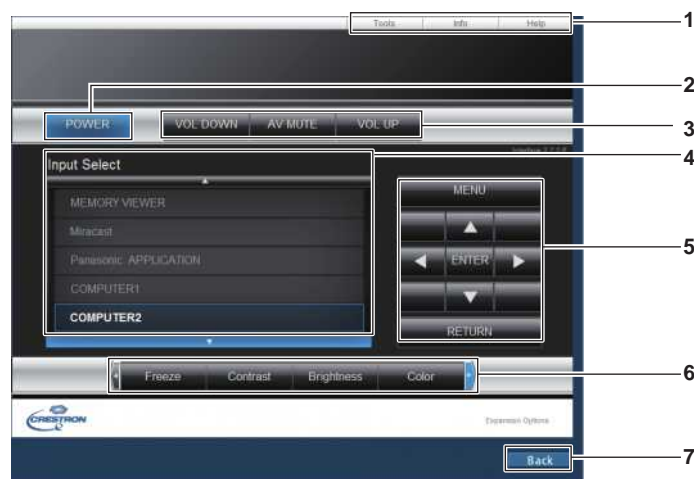 Tools Info Help 1
2
POWER VOL DOWN AV MUTE VOL UP 3
4
Input Select
MEMORY VIEWER
Miracast
Panasonic APPLICATION
COMPUTER1
COMPUTER2
MENU
ENTER 5
RETURN
Freeze Contrast Brightness Color 6
CRESTRON Expansion Options
Back 7